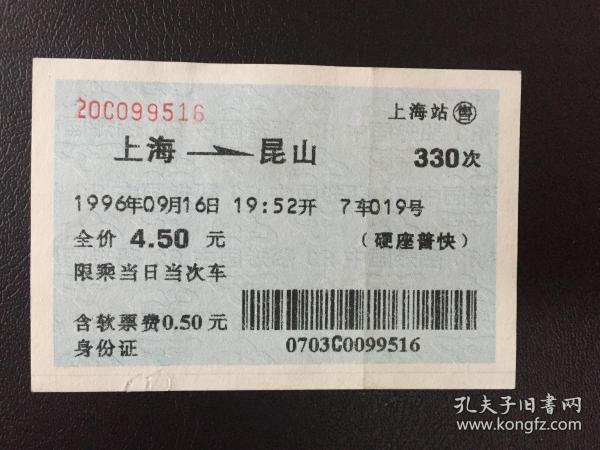 20C099516
上海站㊎售
上海 → 昆山 330次
1996年09月16日 19:52开 7车019号
全价 4.50 元 (硬座普快)
限乘当日当次车
含软票费0.50 元
身份证
0703C0099516
孔夫子旧书网
www.kongfz.com